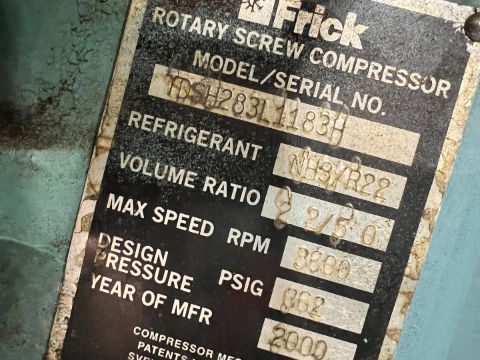 Frick
ROTARY SCREW COMPRESSOR
MODEL/SERIAL NO.
TDSH283L1183H
REFRIGERANT NH3/R22
VOLUME RATIO 2.2/5.0
MAX SPEED RPM 3600
DESIGN
PRESSURE PSIG 362
YEAR OF MFR 2000
COMPRESSOR
PATENTS